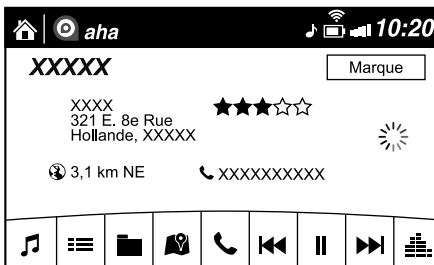 aha 10:20
XXXXX Marque
XXXX
321 E. 8e Rue
Hollande, XXXXX
3,1 km NE XXXXXXXXXX